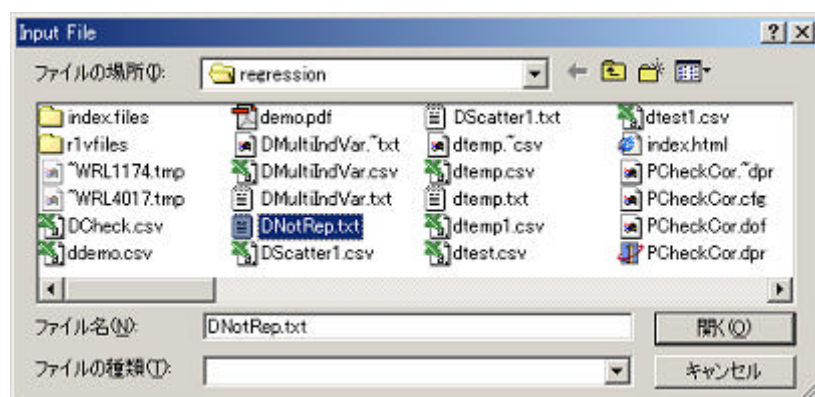 Input File
ファイルの場所(I): regression
index.files demo.pdf DScatter1.txt dtest1.csv
r1vfiles DMultiIndVar.~txt dtemp.~csv index.html
~WRL1174.tmp DMultiIndVar.csv dtemp.csv PCheckCor.~dpr
~WRL4017.tmp DMultiIndVar.txt dtemp.txt PCheckCor.cfg
DCheck.csv DNotRep.txt dtemp1.csv PCheckCor.dof
ddemo.csv DScatter1.csv dtest.csv PCheckCor.dpr
ファイル名(N): DNotRep.txt 開く(O)
ファイルの種類(T): キャンセル